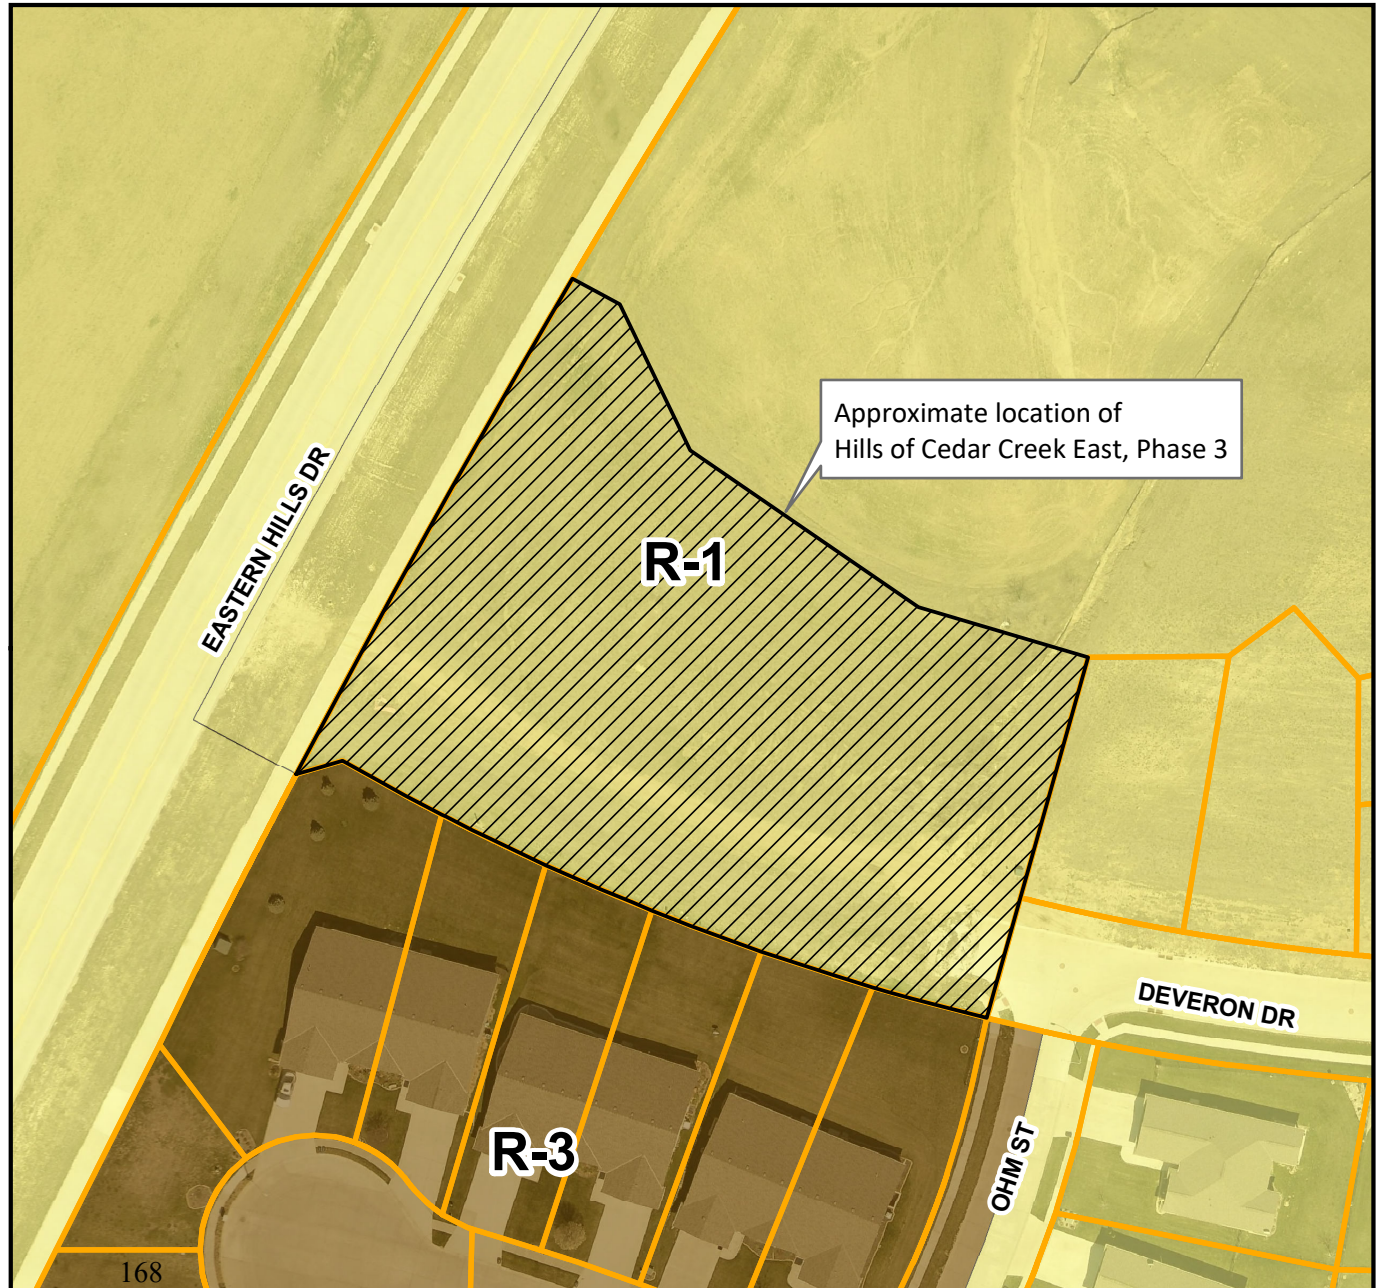 Approximate location of
Hills of Cedar Creek East, Phase 3
EASTERN HILLS DR
R-1
DEVERON DR
R-3
OHM ST
168